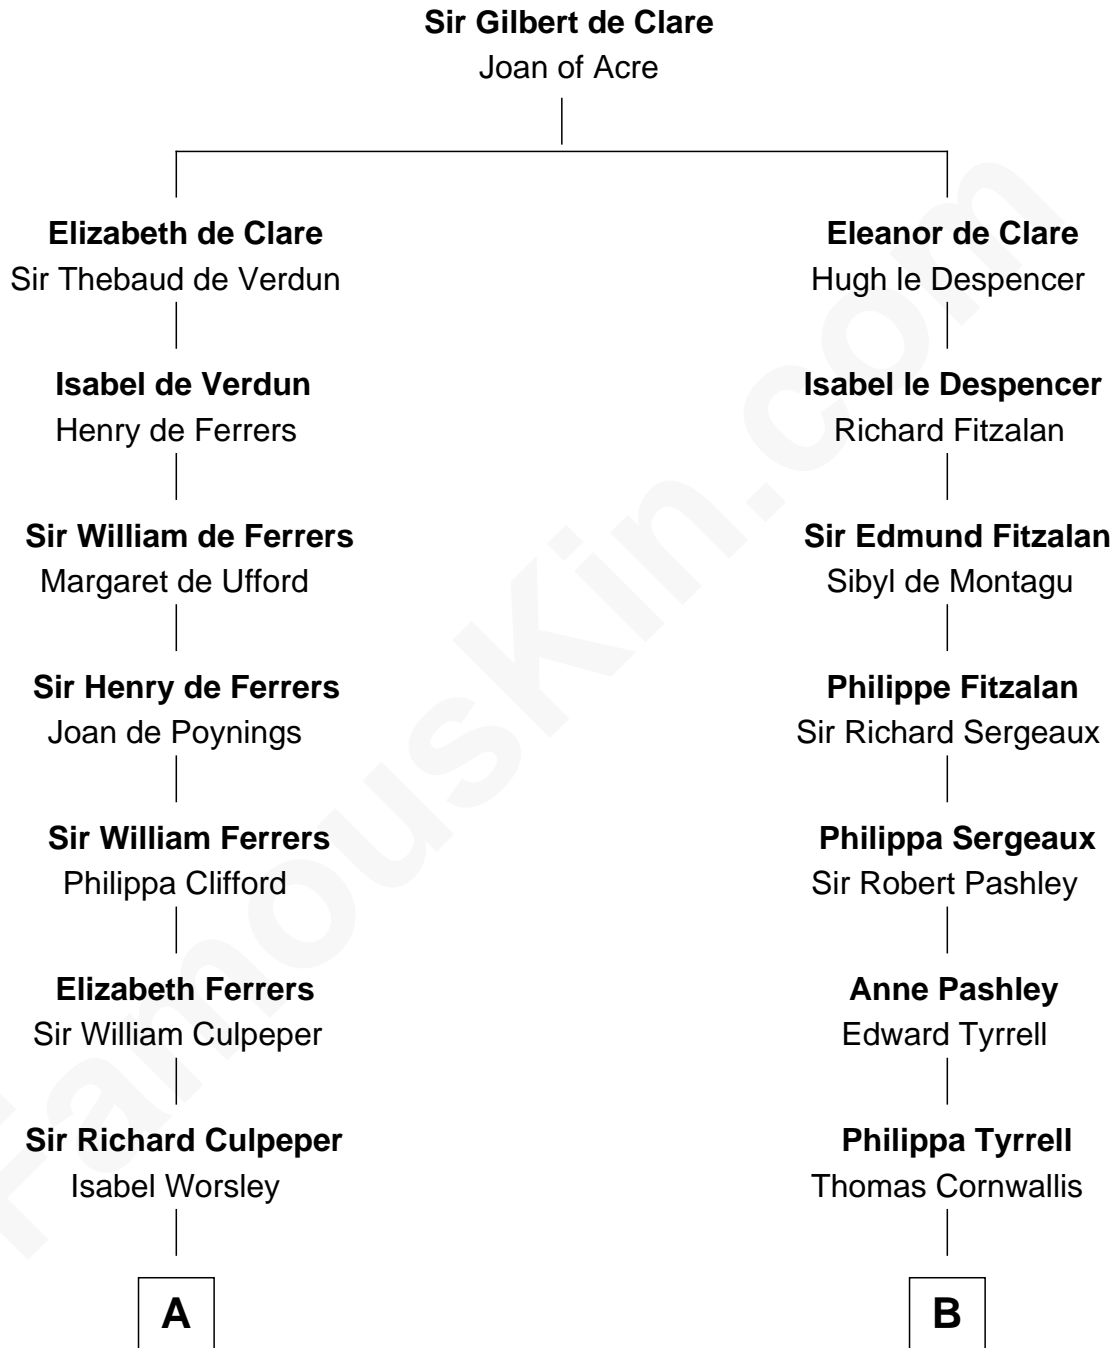 Sir Gilbert de Clare
Joan of Acre
Elizabeth de Clare
Sir Thebaud de Verdun
Eleanor de Clare
Hugh le Despencer
Isabel de Verdun
Henry de Ferrers
Isabel le Despencer
Richard Fitzalan
Sir William de Ferrers
Margaret de Ufford
Sir Edmund Fitzalan
Sibyl de Montagu
Sir Henry de Ferrers
Joan de Poynings
Philippe Fitzalan
Sir Richard Sergeaux
Sir William Ferrers
Philippa Clifford
Philippa Sergeaux
Sir Robert Pashley
Elizabeth Ferrers
Sir William Culpeper
Anne Pashley
Edward Tyrrell
Sir Richard Culpeper
Isabel Worsley
Philippa Tyrrell
Thomas Cornwallis
A
B
FamousKin.com